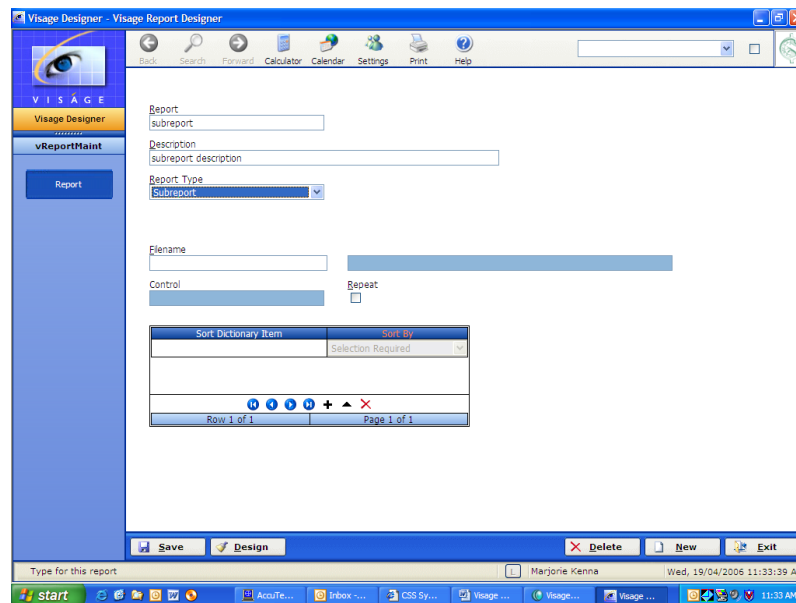 Visage Designer - Visage Report Designer
Back Search Forward Calculator Calendar Settings Print Help
VISÁGE
Visage Designer
vReportMaint
Report
Report
subreport
Description
subreport description
Report Type
Subreport
Filename
Control Repeat
Sort Dictionary Item Sort By
Selection Required
Row 1 of 1 Page 1 of 1
Save Design Delete New Exit
Type for this report L Marjorie Kenna Wed, 19/04/2006 11:33:39 A
start AccuTe... Inbox -... CSS Sy... Visage ... Visage... Visage ... 11:33 AM